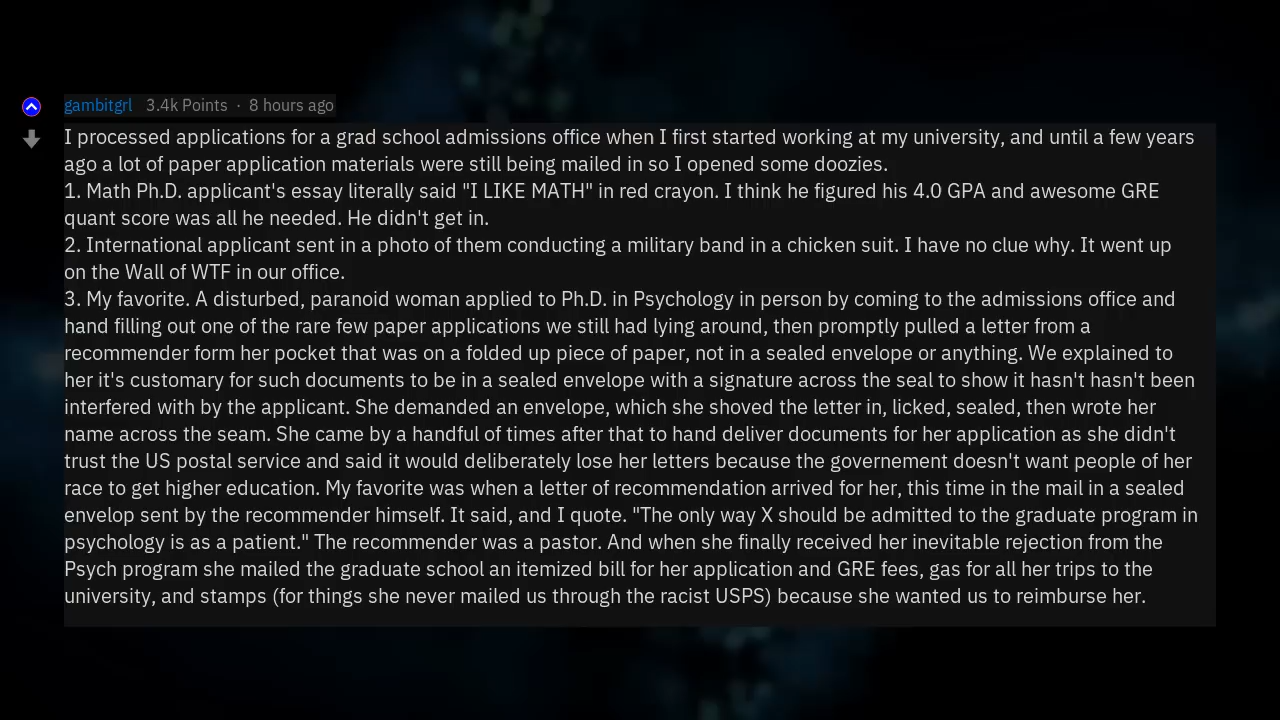 gambitgrl 3.4k Points · 8 hours ago
I processed applications for a grad school admissions office when I first started working at my university, and until a few years
ago a lot of paper application materials were still being mailed in so I opened some doozies.
1. Math Ph.D. applicant's essay literally said "I LIKE MATH" in red crayon. I think he figured his 4.0 GPA and awesome GRE
quant score was all he needed. He didn't get in.
2. International applicant sent in a photo of them conducting a military band in a chicken suit. I have no clue why. It went up
on the Wall of WTF in our office.
3. My favorite. A disturbed, paranoid woman applied to Ph.D. in Psychology in person by coming to the admissions office and
hand filling out one of the rare few paper applications we still had lying around, then promptly pulled a letter from a
recommender form her pocket that was on a folded up piece of paper, not in a sealed envelope or anything. We explained to
her it's customary for such documents to be in a sealed envelope with a signature across the seal to show it hasn't hasn't been
interfered with by the applicant. She demanded an envelope, which she shoved the letter in, licked, sealed, then wrote her
name across the seam. She came by a handful of times after that to hand deliver documents for her application as she didn't
trust the US postal service and said it would deliberately lose her letters because the governement doesn't want people of her
race to get higher education. My favorite was when a letter of recommendation arrived for her, this time in the mail in a sealed
envelop sent by the recommender himself. It said, and I quote. "The only way X should be admitted to the graduate program in
psychology is as a patient." The recommender was a pastor. And when she finally received her inevitable rejection from the
Psych program she mailed the graduate school an itemized bill for her application and GRE fees, gas for all her trips to the
university, and stamps (for things she never mailed us through the racist USPS) because she wanted us to reimburse her.